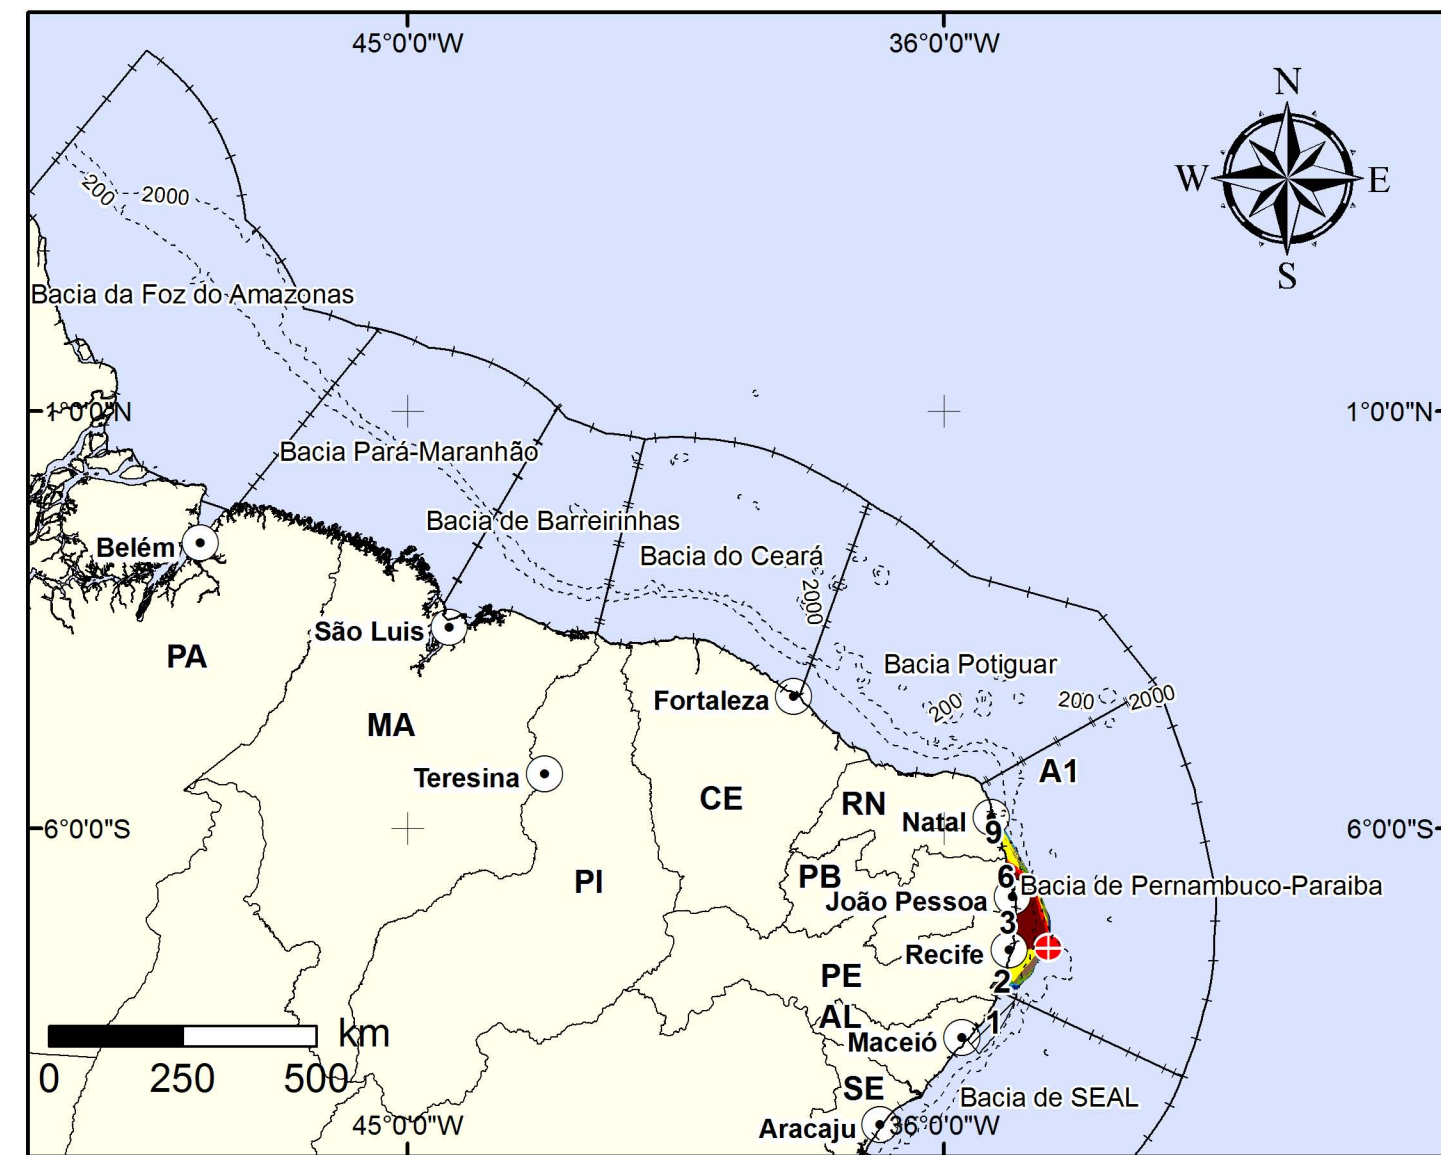 45°0'0"W
36°0'0"W
N
W
E
S
200
2000
Bacia da Foz do Amazonas
1°0'0"N
1°0'0"N
Bacia Pará-Maranhão
Bacia de Barreirinhas
Belém
Bacia do Ceará
2000
São Luis
PA
Bacia Potiguar
Fortaleza
200
200
2000
MA
A1
Teresina
CE
RN
Natal
6°0'0"S
9
6°0'0"S
PI
PB
6
Bacia de Pernambuco-Paraiba
João Pessoa
3
Recife
PE
2
AL
1
km
Maceió
0
250
500
SE
Bacia de SEAL
45°0'0"W
Aracaju
36°0'0"W